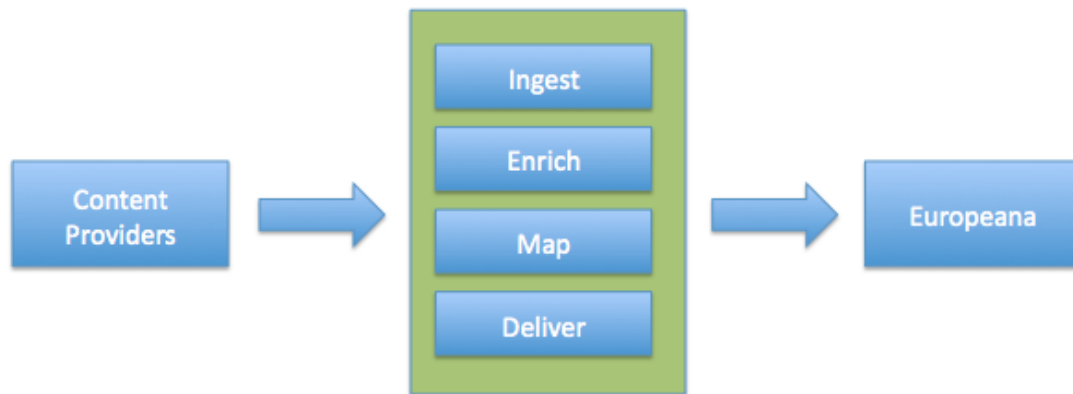 Content
Providers
Ingest
Enrich
Map
Deliver
Europeana